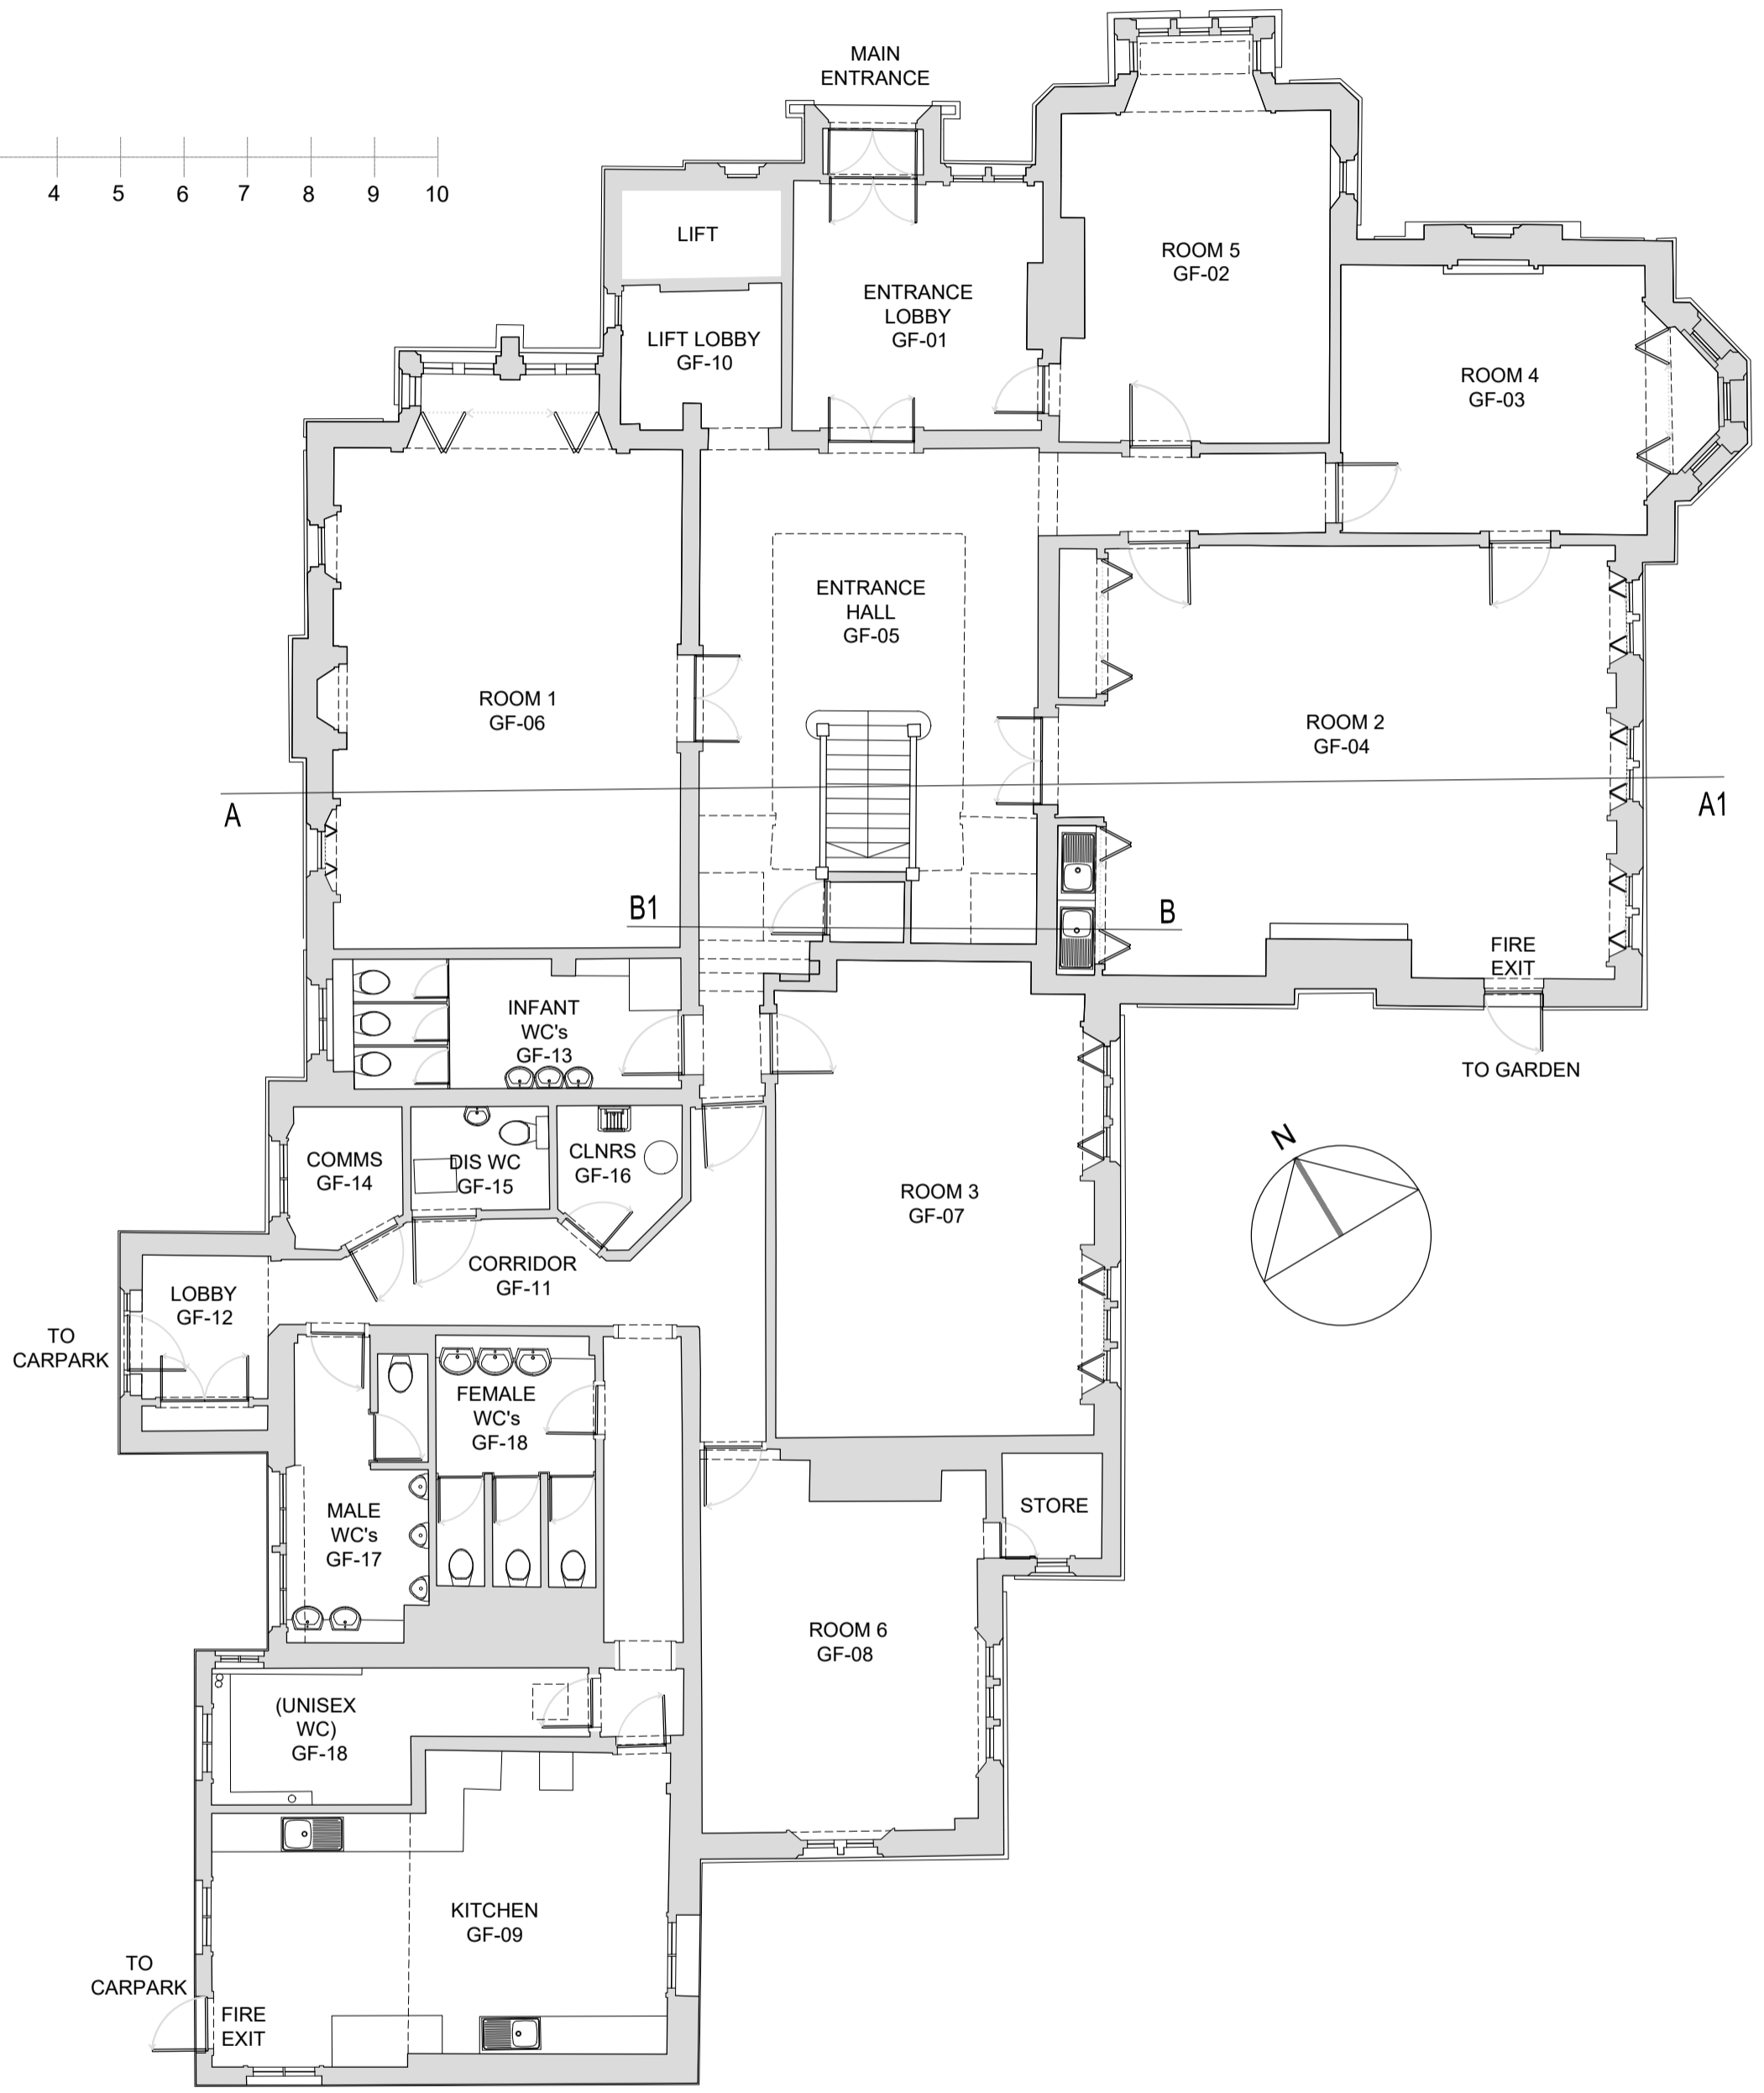 MAIN
ENTRANCE
4 5 6 7 8 9 10
LIFT
LIFT LOBBY
GF-10
ENTRANCE
LOBBY
GF-01
ROOM 5
GF-02
ROOM 4
GF-03
ENTRANCE
HALL
GF-05
ROOM 1
GF-06
ROOM 2
GF-04
A
A1
B1
B
FIRE
EXIT
TO GARDEN
INFANT
WC's
GF-13
N
COMMS
GF-14
DIS WC
GF-15
CLNRS
GF-16
ROOM 3
GF-07
CORRIDOR
GF-11
LOBBY
GF-12
TO
CARPARK
FEMALE
WC's
GF-18
MALE
WC's
GF-17
STORE
ROOM 6
GF-08
(UNISEX
WC)
GF-18
KITCHEN
GF-09
TO
CARPARK
FIRE
EXIT